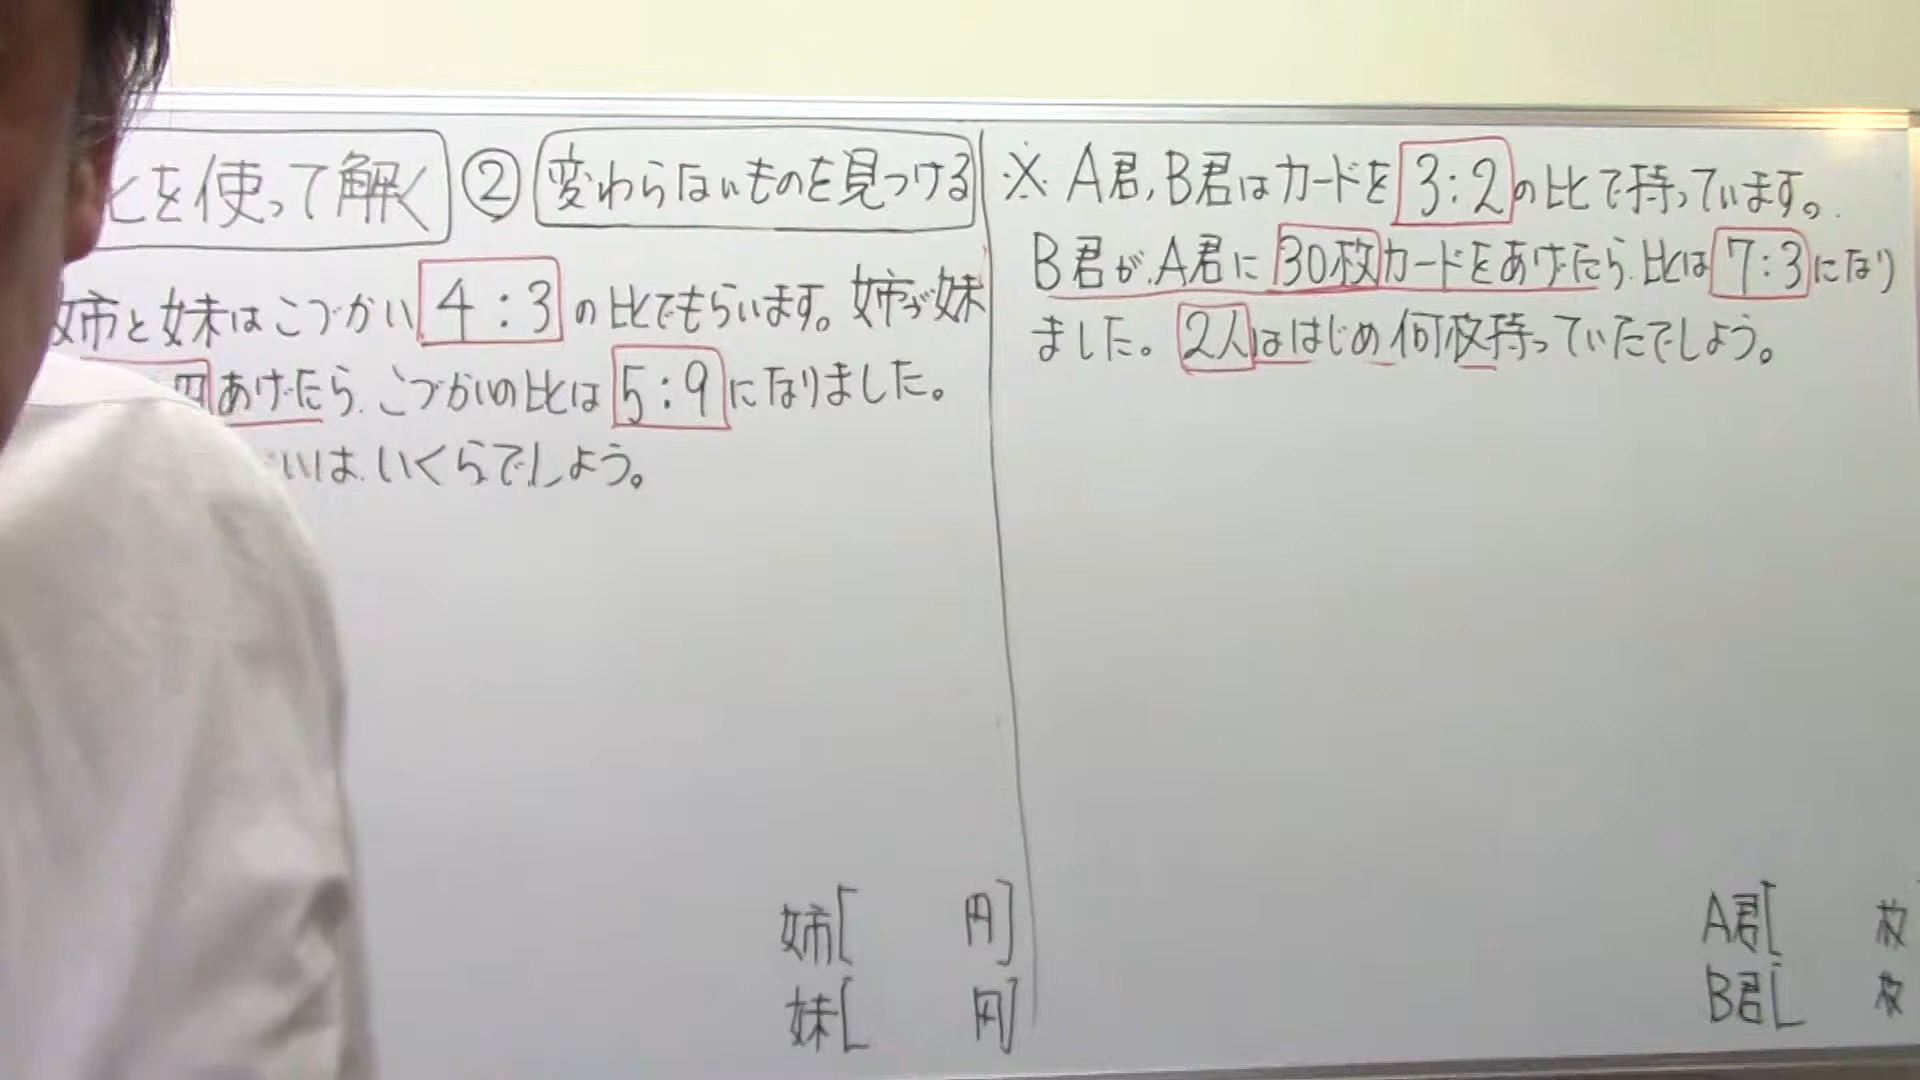 を使って解く ② 変わらないものを見つける
姉と妹はこづかい 4:3 の比でもらいます。姉が妹
円あげたら、こづかいの比は 5:9 になりました。
いは、いくらでしょう。
姉[ 円]
妹[ 円]
※ A君,B君はカードを 3:2 の比で持っています。
B君が、A君に 30枚 カードをあげたら、比は 7:3 になり
ました。2人ははじめ何枚持っていたでしょう。
A君[ 枚
B君[ 枚